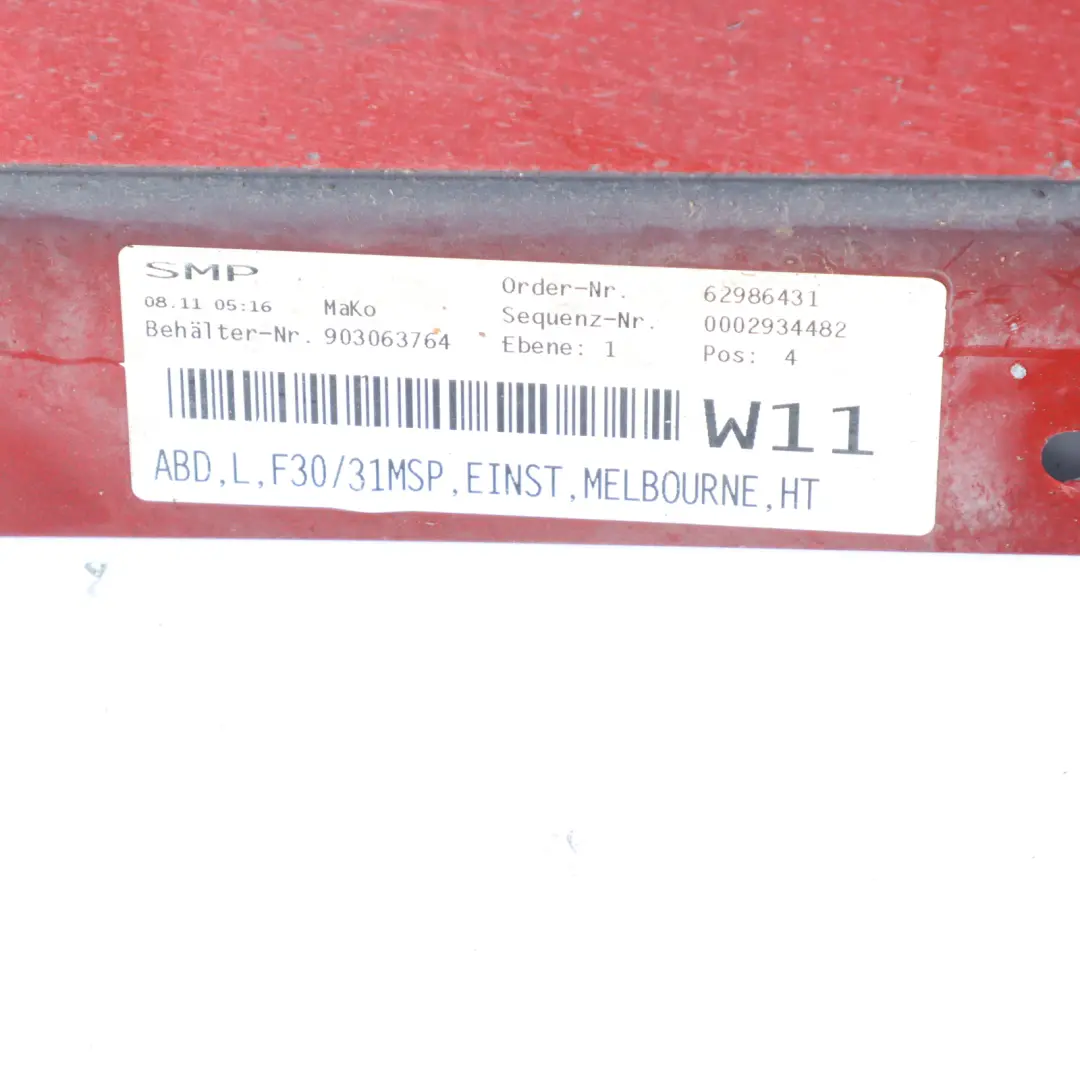 SMP
08.11 05:16 MaKo
Behälter-Nr. 903063764
Order-Nr. 62986431
Sequenz-Nr. 0002934482
Ebene: 1 Pos: 4
W11
ABD,L,F30/31MSP,EINST,MELBOURNE,HT